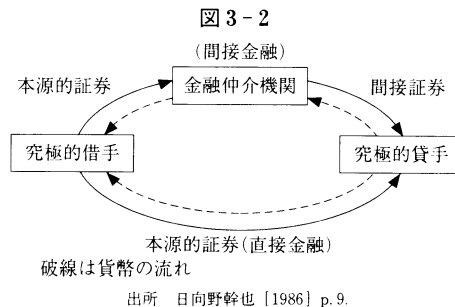 図3-2
(間接金融)
本源的証券
金融仲介機関
間接証券
究極的借手
究極的貸手
本源的証券(直接金融)
破線は貨幣の流れ
出所 日向野幹也[1986] p.9.